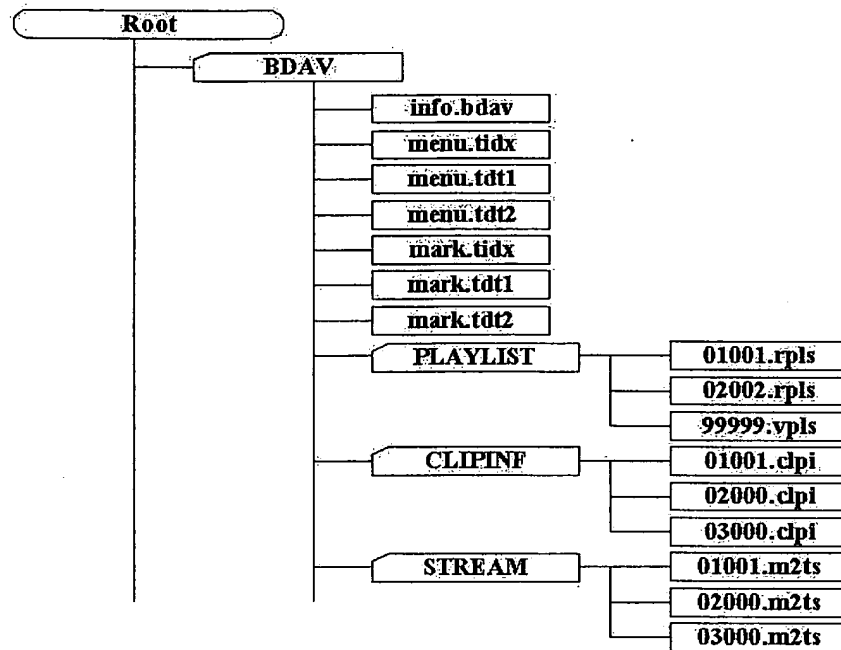 Root
BDAV
info.bdav
menu.tidx
menu.tdt1
menu.tdt2
mark.tidx
mark.tdt1
mark.tdt2
PLAYLIST
01001.rpls
02002.rpls
99999.vpls
CLIPINF
01001.clpi
02000.clpi
03000.clpi
STREAM
01001.m2ts
02000.m2ts
03000.m2ts